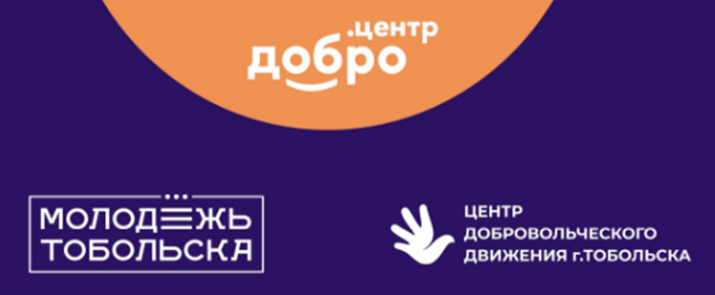 .центр
добро
МОЛОДЁЖЬ
ТОБОЛЬСКА
ЦЕНТР
ДОБРОВОЛЬЧЕСКОГО
ДВИЖЕНИЯ г.ТОБОЛЬСКА